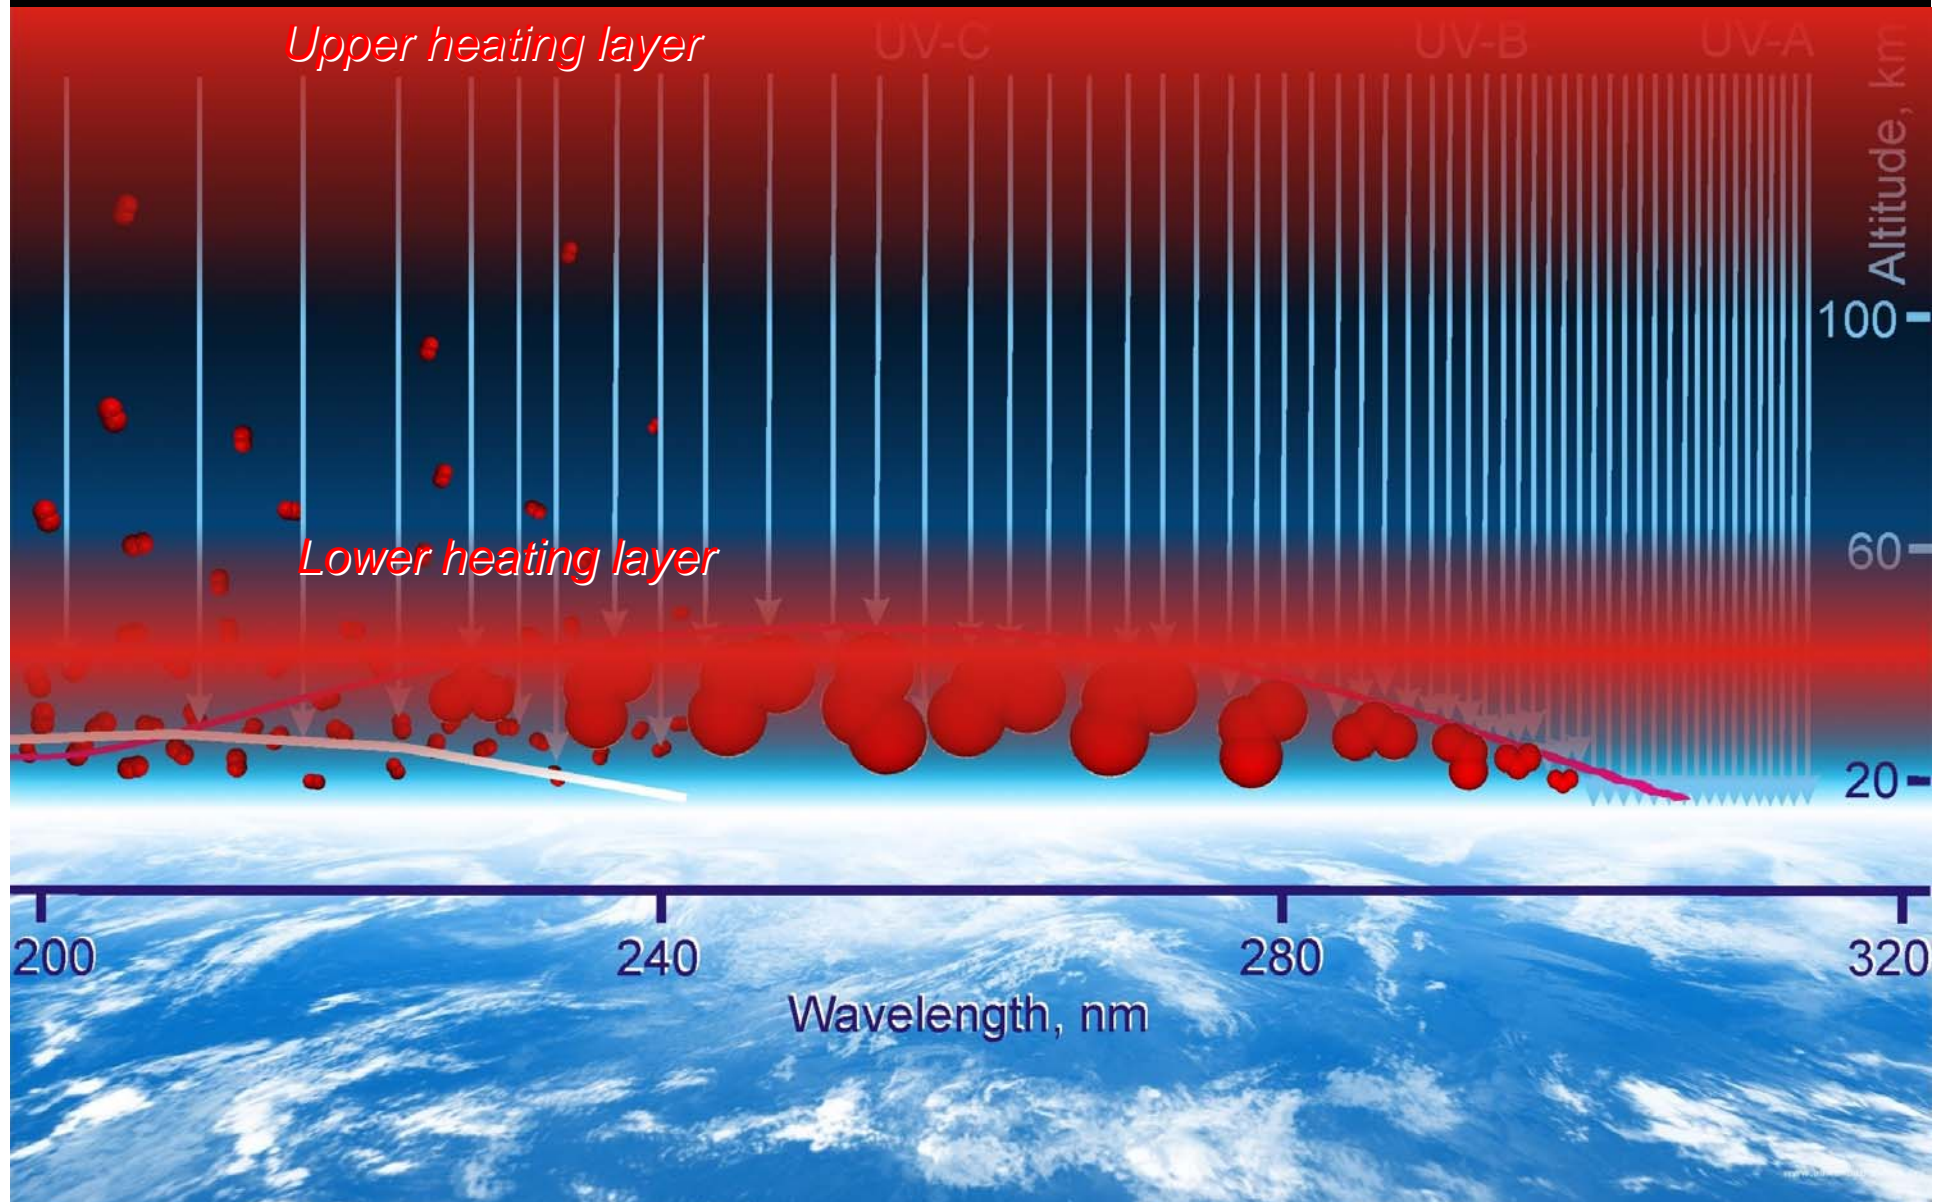 Upper heating layer
UV-C
UV-B
UV-A
Altitude, km
100
Lower heating layer
60
20
200
240
280
320
Wavelength, nm